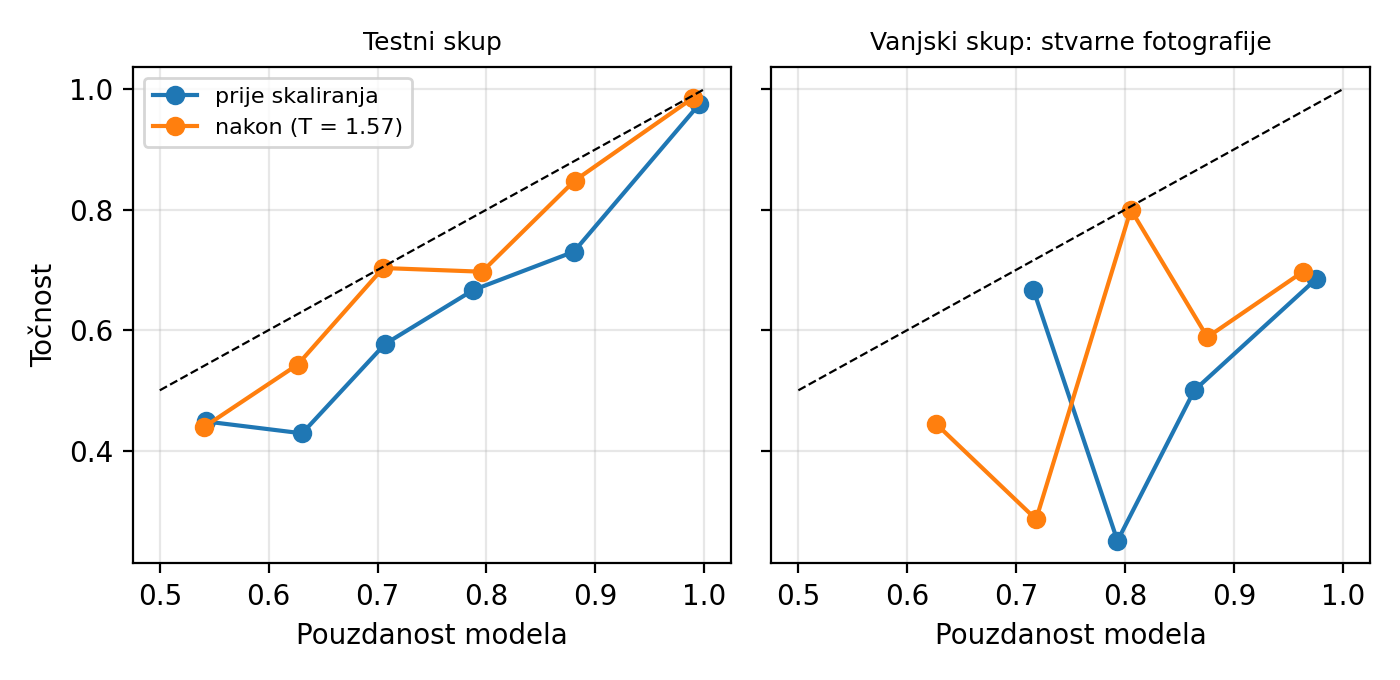 Testni skup
Vanjski skup: stvarne fotografije
prije skaliranja
nakon (T = 1.57)
Točnost
1.0
0.8
0.6
0.4
0.5 0.6 0.7 0.8 0.9 1.0
0.5 0.6 0.7 0.8 0.9 1.0
Pouzdanost modela
Pouzdanost modela